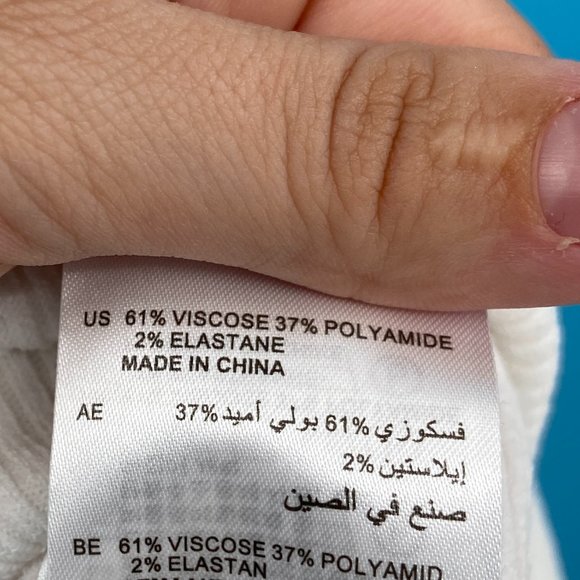 US 61% VISCOSE 37% POLYAMIDE
2% ELASTANE
MADE IN CHINA
AE فسكوزي %61 بولي أميد %37
إيلاستين %2
صنع في الصين
BE 61% VISCOSE 37% POLYAMID
2% ELASTAN